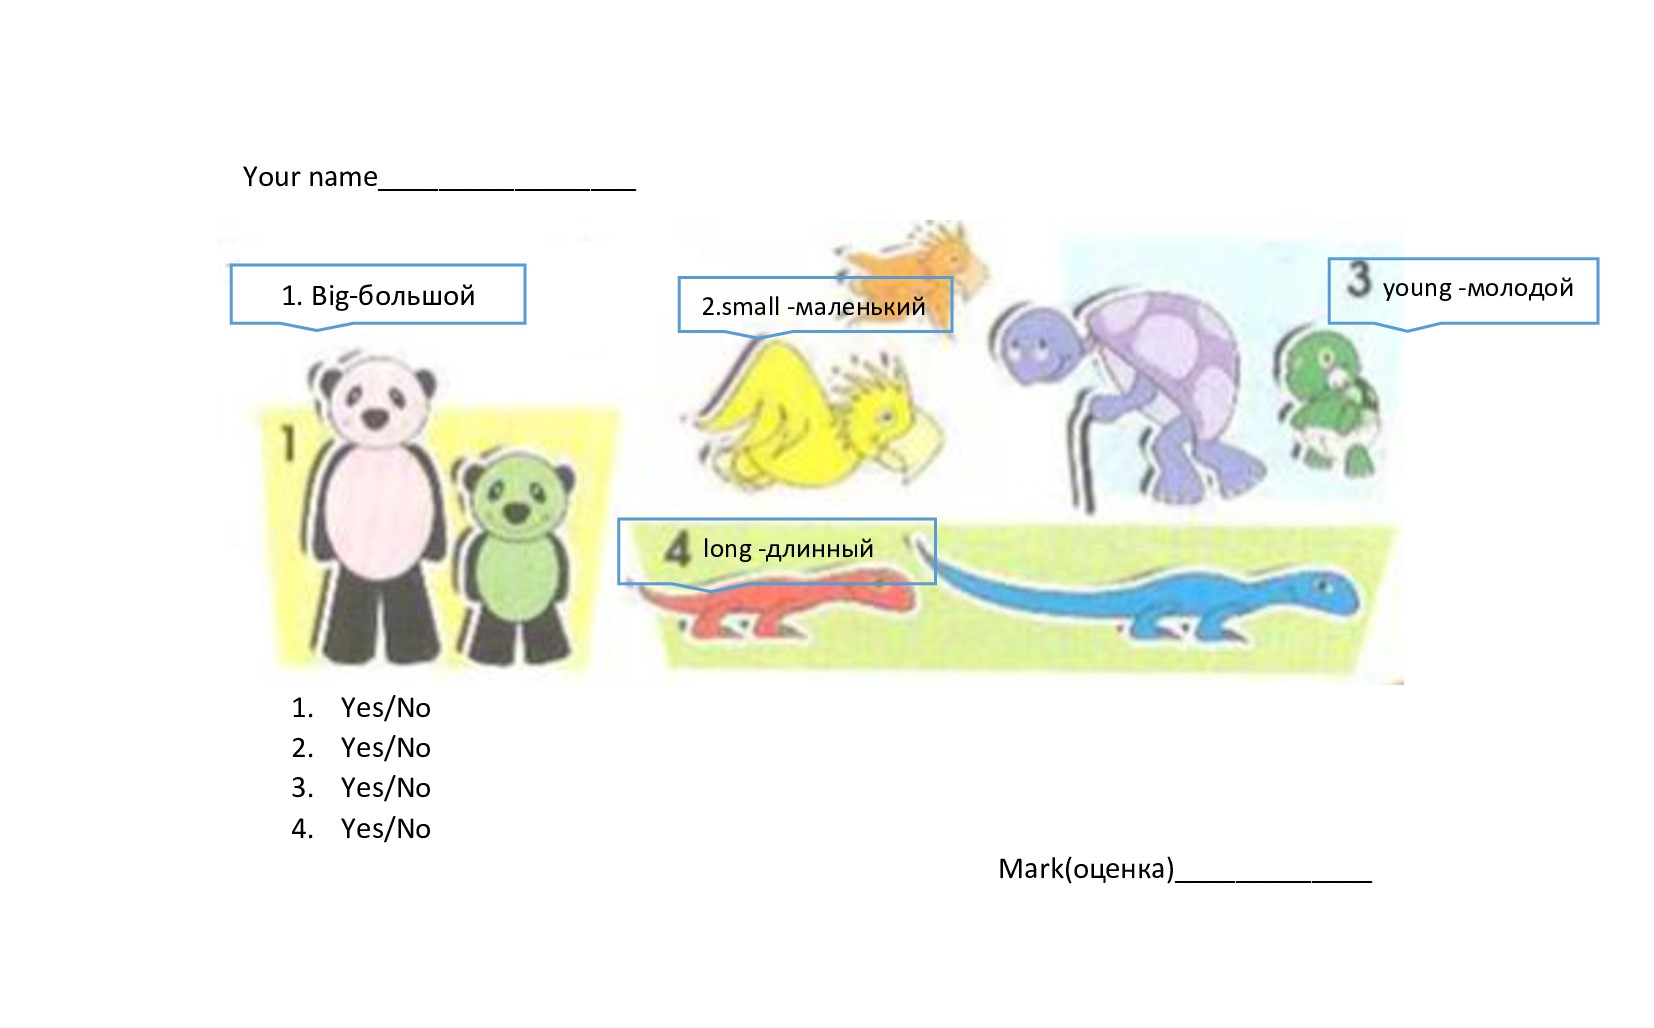 Your name_________________
1. Big-большой
2.small -маленький
3 young -молодой
1
4 long -длинный
1. Yes/No
2. Yes/No
3. Yes/No
4. Yes/No
Mark(оценка)_____________